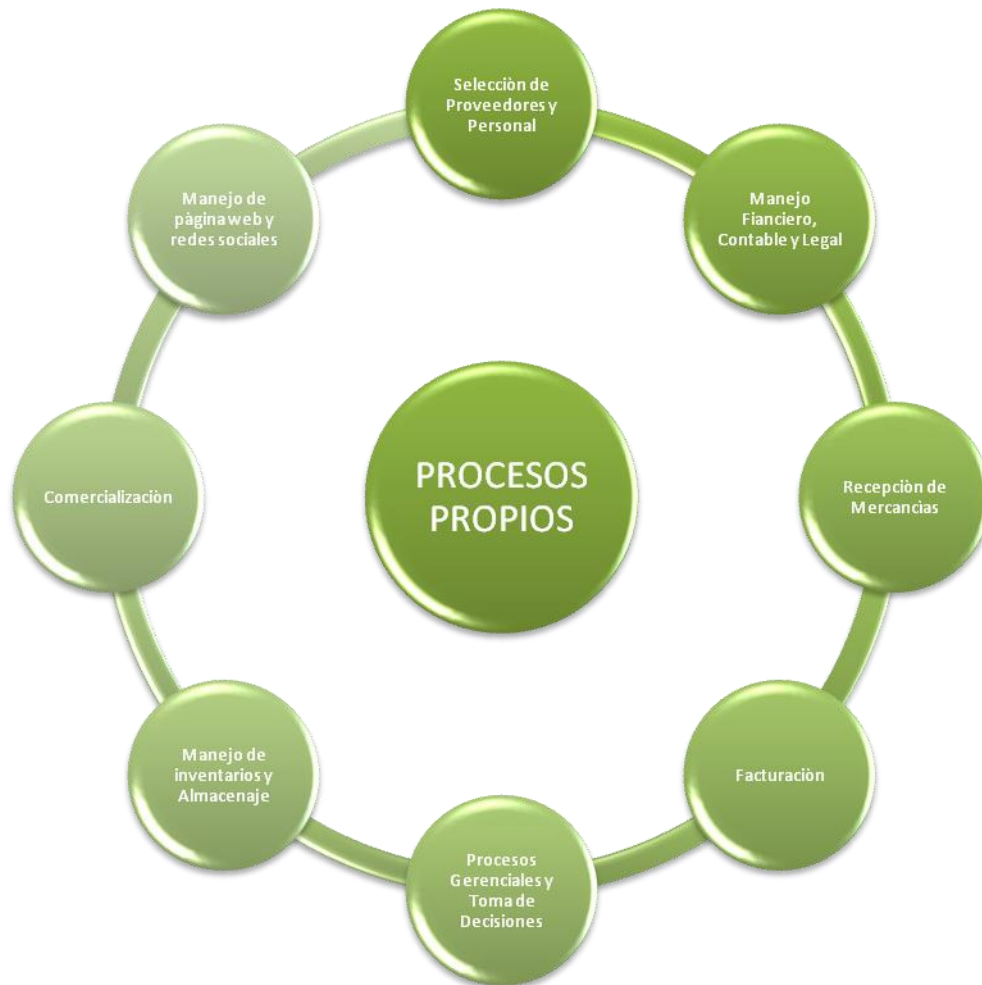 Selecciòn de
Proveedores y
Personal
Manejo
Fianciero,
Contable y Legal
Recepciòn de
Mercancìas
Facturaciòn
Procesos
Gerenciales y
Toma de
Decisiones
Manejo de
inventarios y
Almacenaje
Comercializaciòn
Manejo de
pàgina web y
redes sociales
PROCESOS
PROPIOS